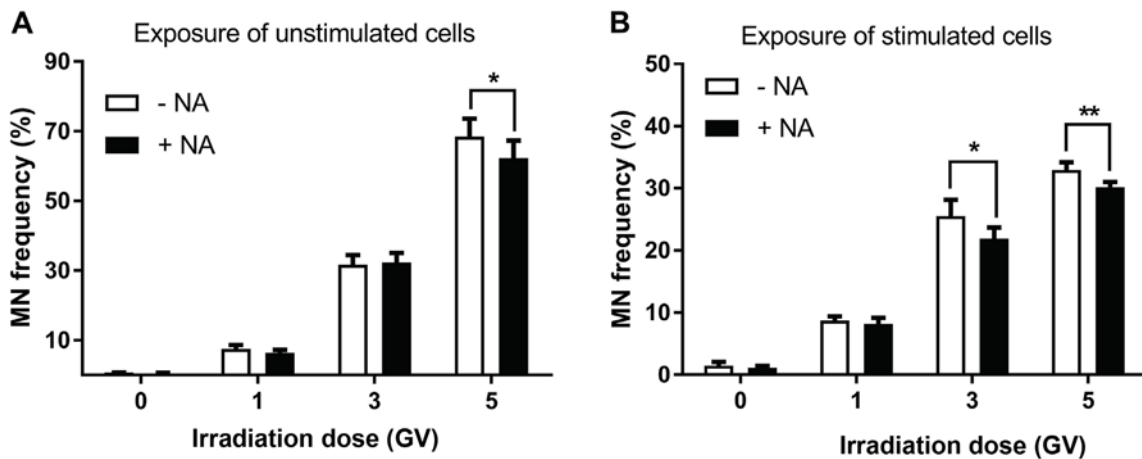 A
Exposure of unstimulated cells
MN frequency (%)
90
70
50
30
10
- NA
+ NA
*
0 1 3 5
Irradiation dose (GV)
B
Exposure of stimulated cells
MN frequency (%)
50
40
30
20
10
0
- NA
+ NA
*
**
0 1 3 5
Irradiation dose (GV)